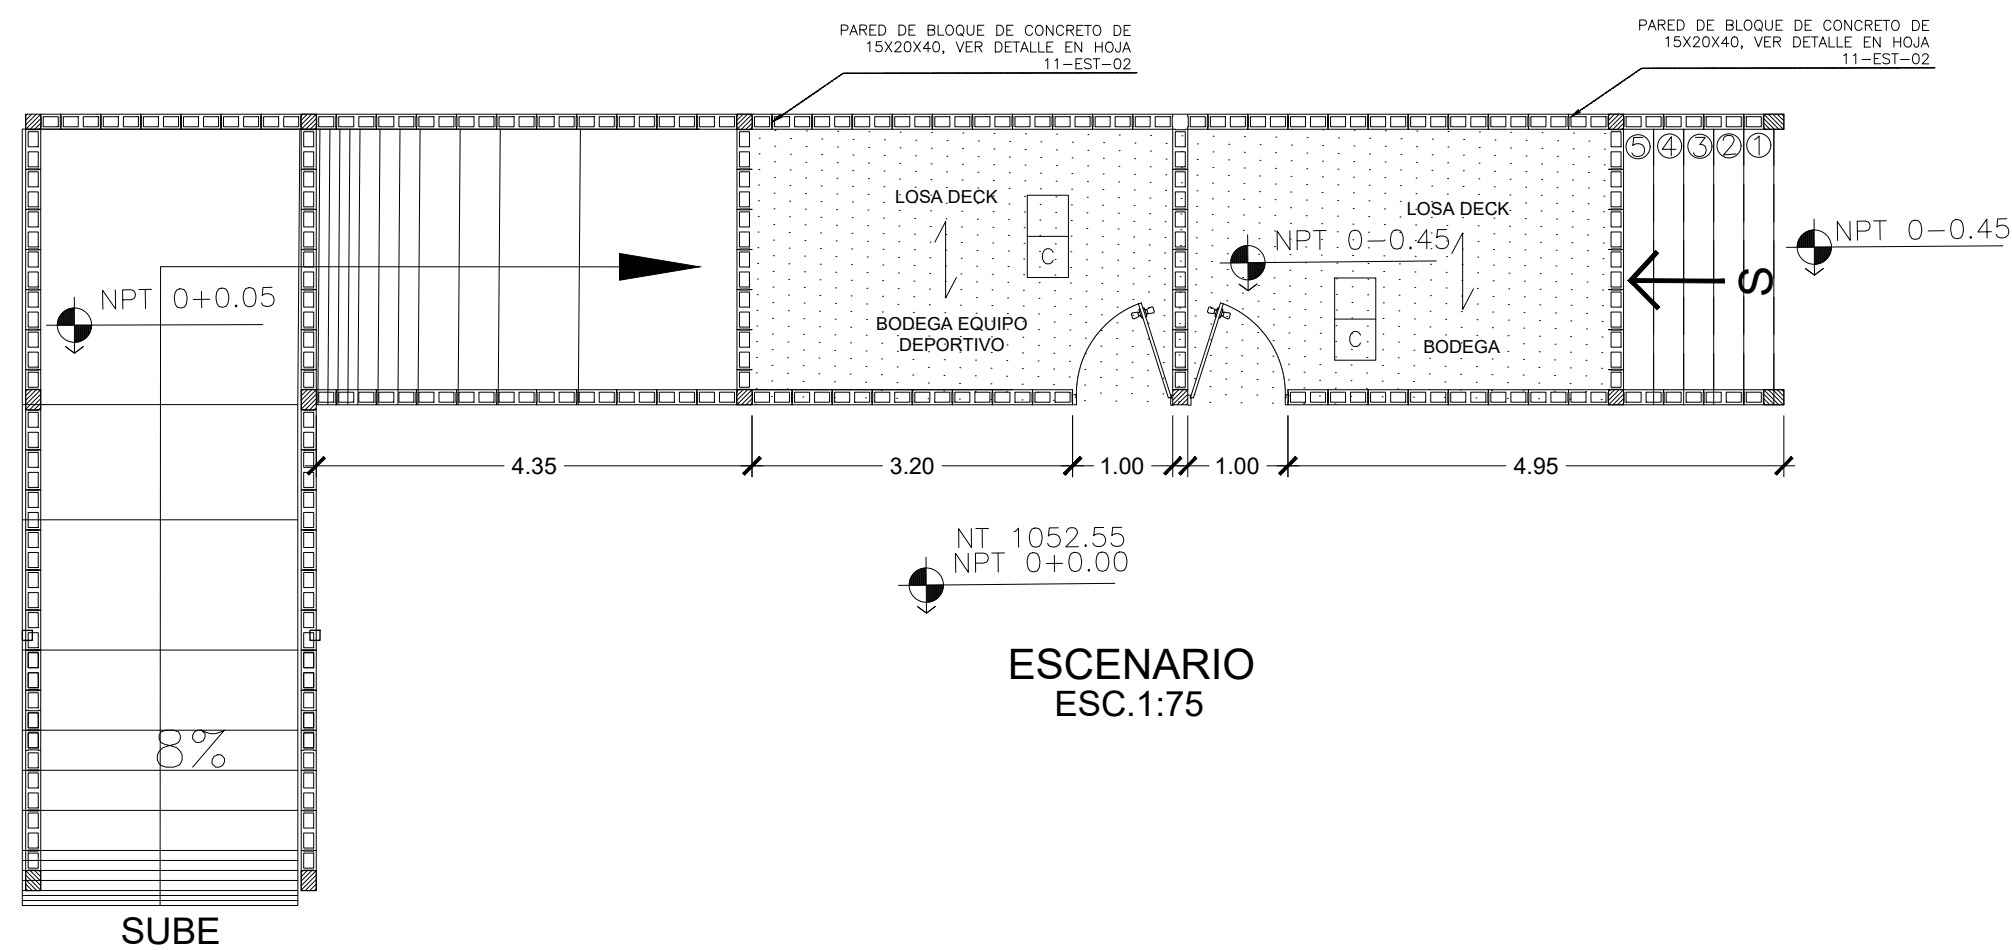 PARED DE BLOQUE DE CONCRETO DE
15X20X40, VER DETALLE EN HOJA
11-EST-02
PARED DE BLOQUE DE CONCRETO DE
15X20X40, VER DETALLE EN HOJA
11-EST-02
5 4 3 2 1
LOSA DECK
C
BODEGA EQUIPO
DEPORTIVO
LOSA DECK
NPT 0-0.45
C
BODEGA
S
NPT 0-0.45
NPT 0+0.05
4.35
3.20
1.00
1.00
4.95
NT 1052.55
NPT 0+0.00
ESCENARIO
ESC.1:75
8%
SUBE